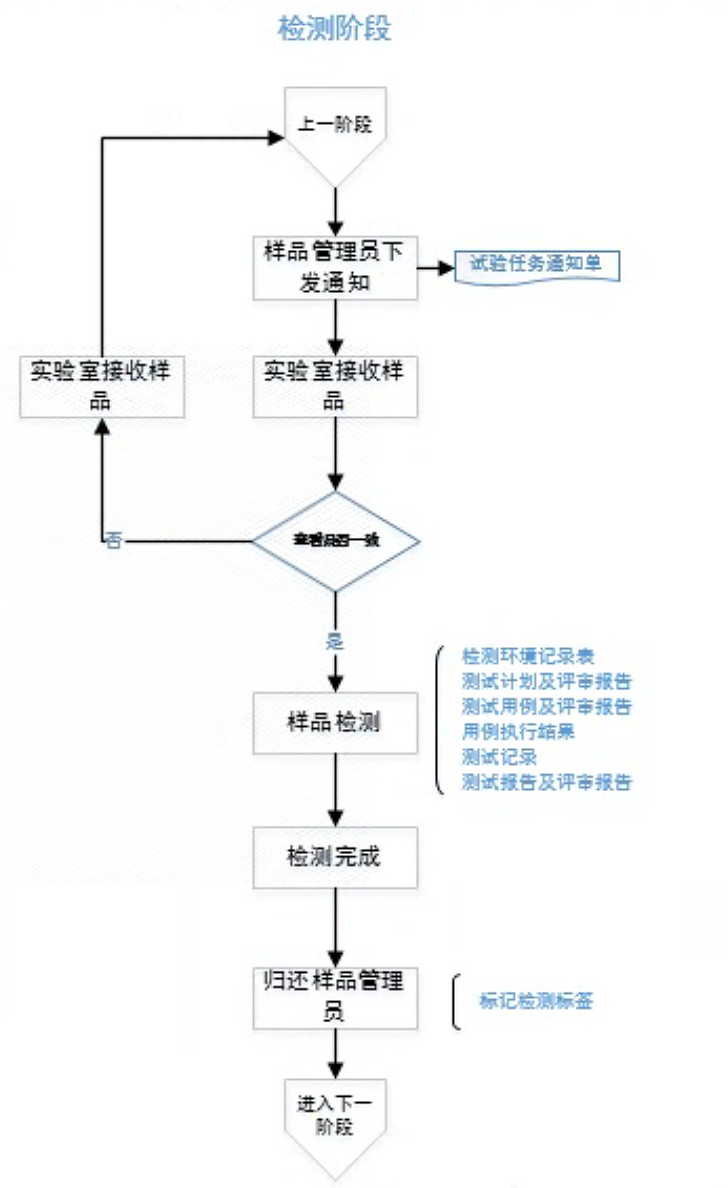 检测阶段
上一阶段
样品管理员下
发通知
试验任务通知单
实验室接收样
品
实验室接收样
品
否
是
样品检测
检测环境记录表
测试计划及评审报告
测试用例及评审报告
用例执行结果
测试记录
测试报告及评审报告
检测完成
归还样品管理
员
标记检测标签
进入下一
阶段